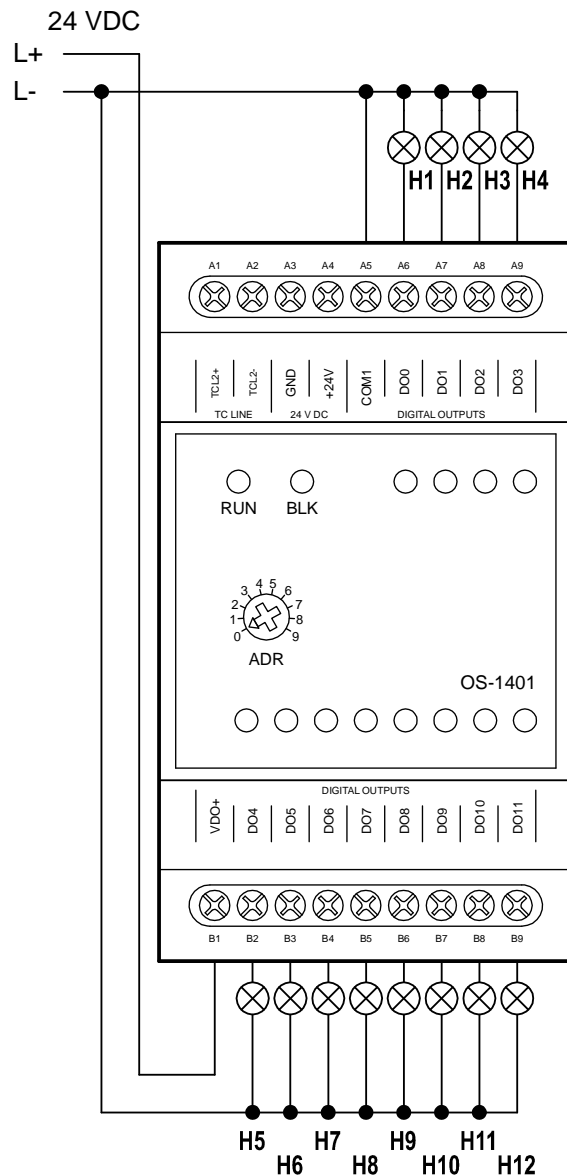 24 VDC
L+
L-
H1 H2 H3 H4
A1 A2 A3 A4 A5 A6 A7 A8 A9
TCL2+ TCL2- GND +24V COM1 DO0 DO1 DO2 DO3
TC LINE 24 V DC DIGITAL OUTPUTS
RUN BLK
0 1 2 3 4 5 6 7 8 9
ADR
OS-1401
DIGITAL OUTPUTS
VDO+ DO4 DO5 DO6 DO7 DO8 DO9 DO10 DO11
B1 B2 B3 B4 B5 B6 B7 B8 B9
H5 H7 H9 H11
H6 H8 H10 H12